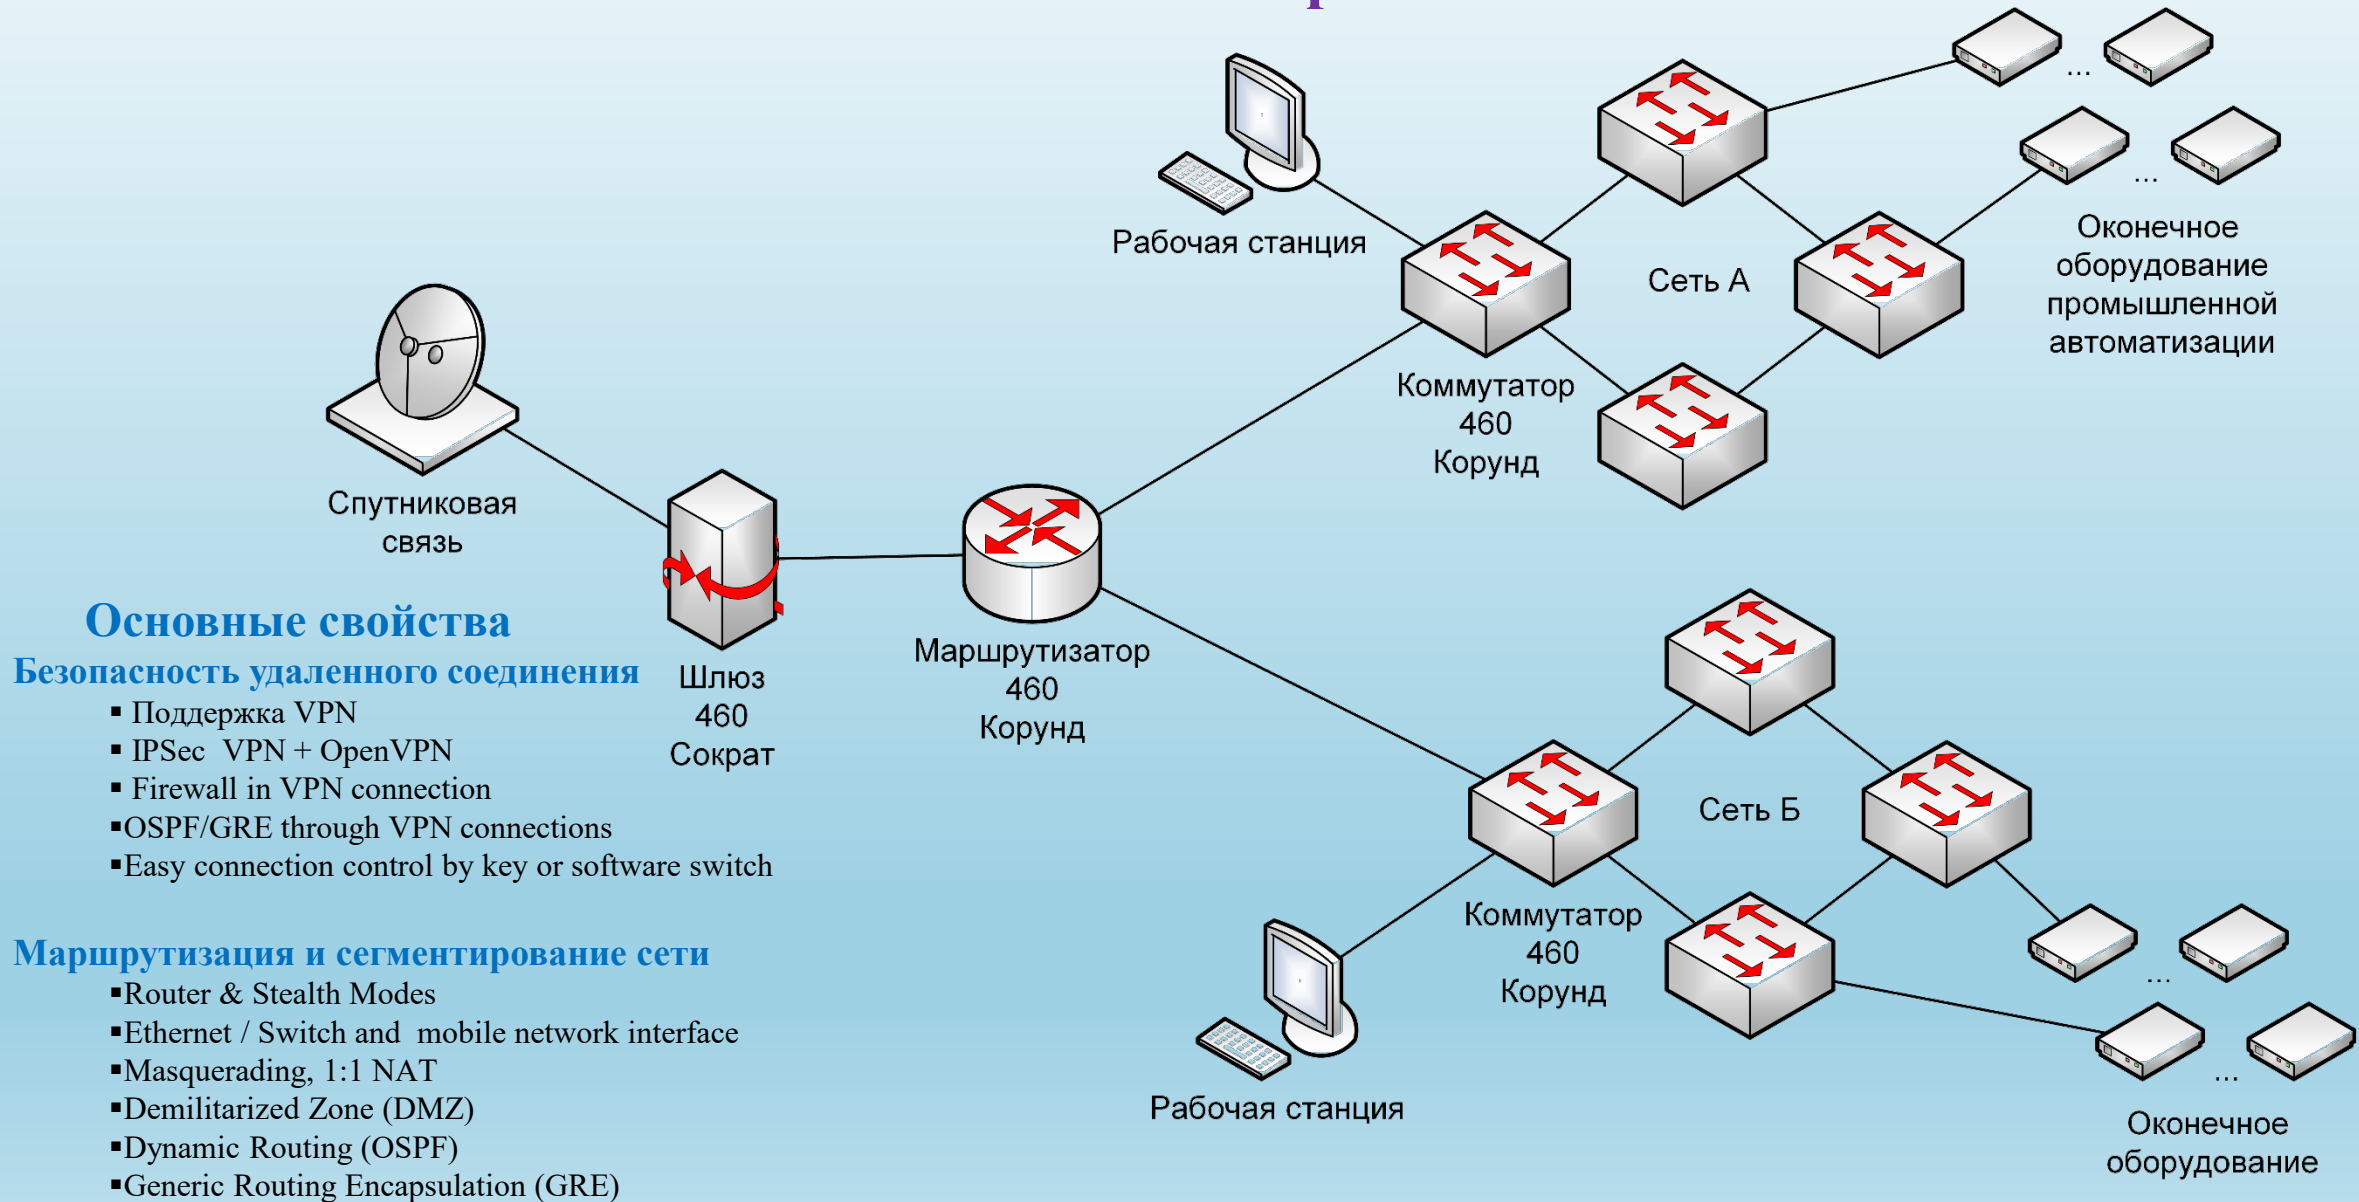 Рабочая станция
Оконечное
оборудование
промышленной
автоматизации
Сеть А
Коммутатор
460
Корунд
Спутниковая
связь
Шлюз
460
Сократ
Маршрутизатор
460
Корунд
Основные свойства
Безопасность удаленного соединения
▪ Поддержка VPN
▪ IPSec VPN + OpenVPN
▪ Firewall in VPN connection
▪OSPF/GRE through VPN connections
▪Easy connection control by key or software switch
Маршрутизация и сегментирование сети
▪Router & Stealth Modes
▪Ethernet / Switch and mobile network interface
▪Masquerading, 1:1 NAT
▪Demilitarized Zone (DMZ)
▪Dynamic Routing (OSPF)
▪Generic Routing Encapsulation (GRE)
Сеть Б
Коммутатор
460
Корунд
Рабочая станция
Оконечное
оборудование